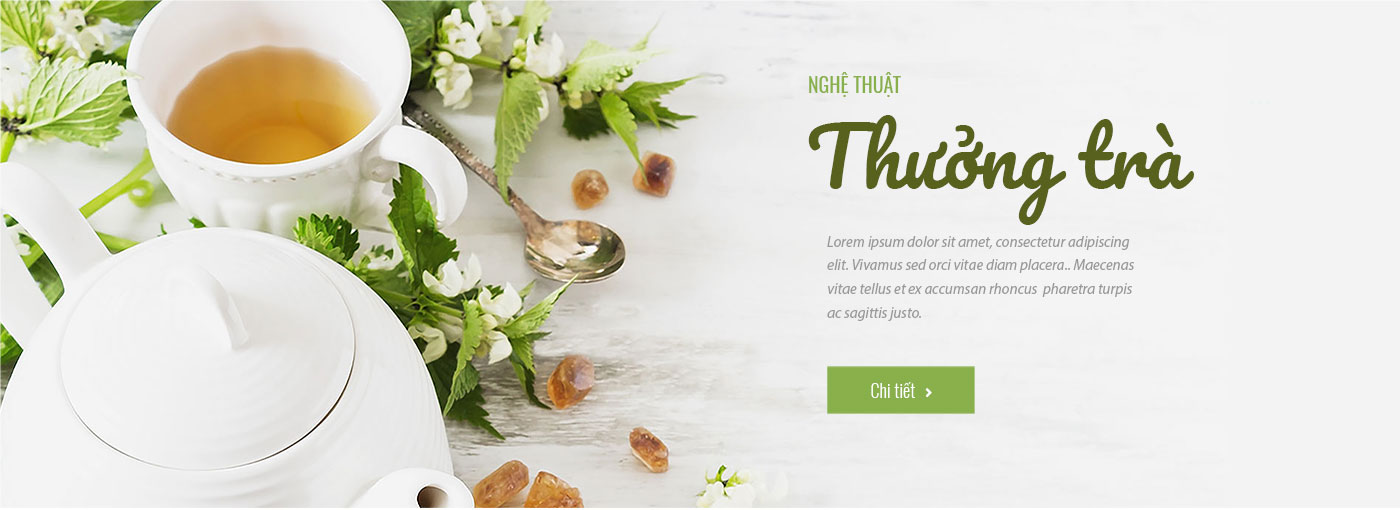 NGHỆ THUẬT
Thưởng trà
Lorem ipsum dolor sit amet, consectetur adipiscing
elit. Vivamus sed orci vitae diam placera.. Maecenas
vitae tellus et ex accumsan rhoncus pharetra turpis
ac sagittis justo.
Chi tiết